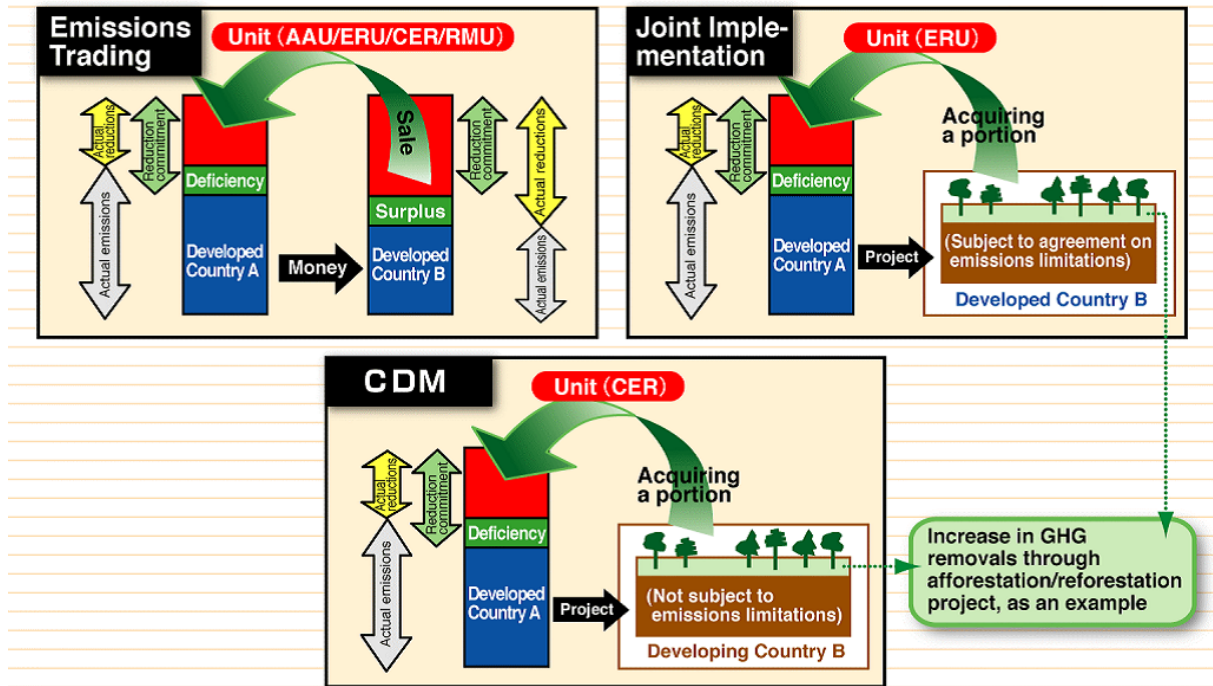 Emissions
Trading
Unit (AAU/ERU/CER/RMU)
Actual
reductions
Reduction
commitment
Actual emissions
Deficiency
Developed
Country A
Money
Sale
Surplus
Developed
Country B
Reduction
commitment
Actual reductions
Actual emissions
Joint Imple-
mentation
Unit (ERU)
Acquiring
a portion
Actual
reductions
Reduction
commitment
Actual emissions
Deficiency
Developed
Country A
Project
(Subject to agreement on
emissions limitations)
Developed Country B
CDM
Unit (CER)
Acquiring
a portion
Actual
reductions
Reduction
commitment
Actual emissions
Deficiency
Developed
Country A
Project
(Not subject to
emissions limitations)
Developing Country B
Increase in GHG
removals through
afforestation/reforestation
project, as an example